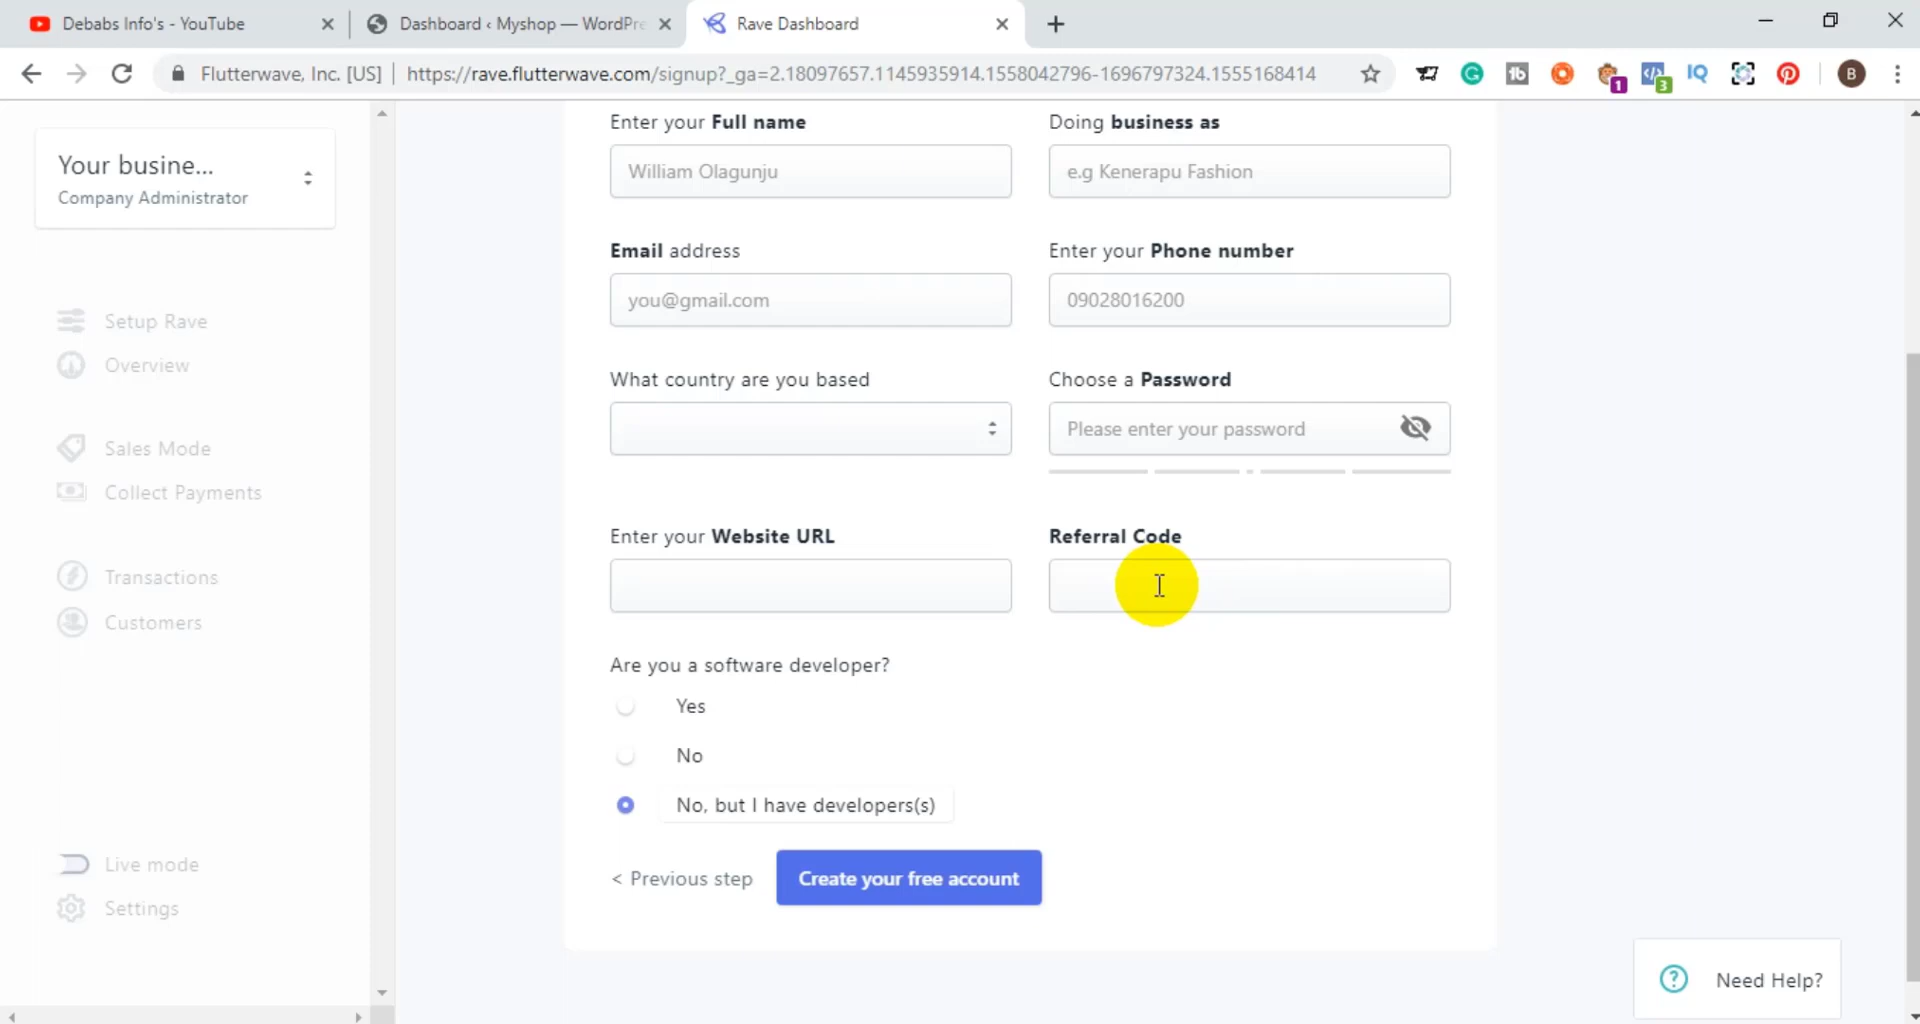 Debabs Info's - YouTube
Dashboard ‹ Myshop — WordPre
Rave Dashboard
Flutterwave, Inc. [US]
https://rave.flutterwave.com/signup?_ga=2.18097657.1145935914.1558042796-1696797324.1555168414
1
3
IQ
B
Your busine...
Company Administrator
Setup Rave
Overview
Sales Mode
Collect Payments
Transactions
Customers
Live mode
Settings
Enter your Full name
Doing business as
William Olagunju
e.g Kenerapu Fashion
Email address
Enter your Phone number
you@gmail.com
09028016200
What country are you based
Choose a Password
Please enter your password
Enter your Website URL
Referral Code
Are you a software developer?
Yes
No
No, but I have developers(s)
< Previous step
Create your free account
Need Help?